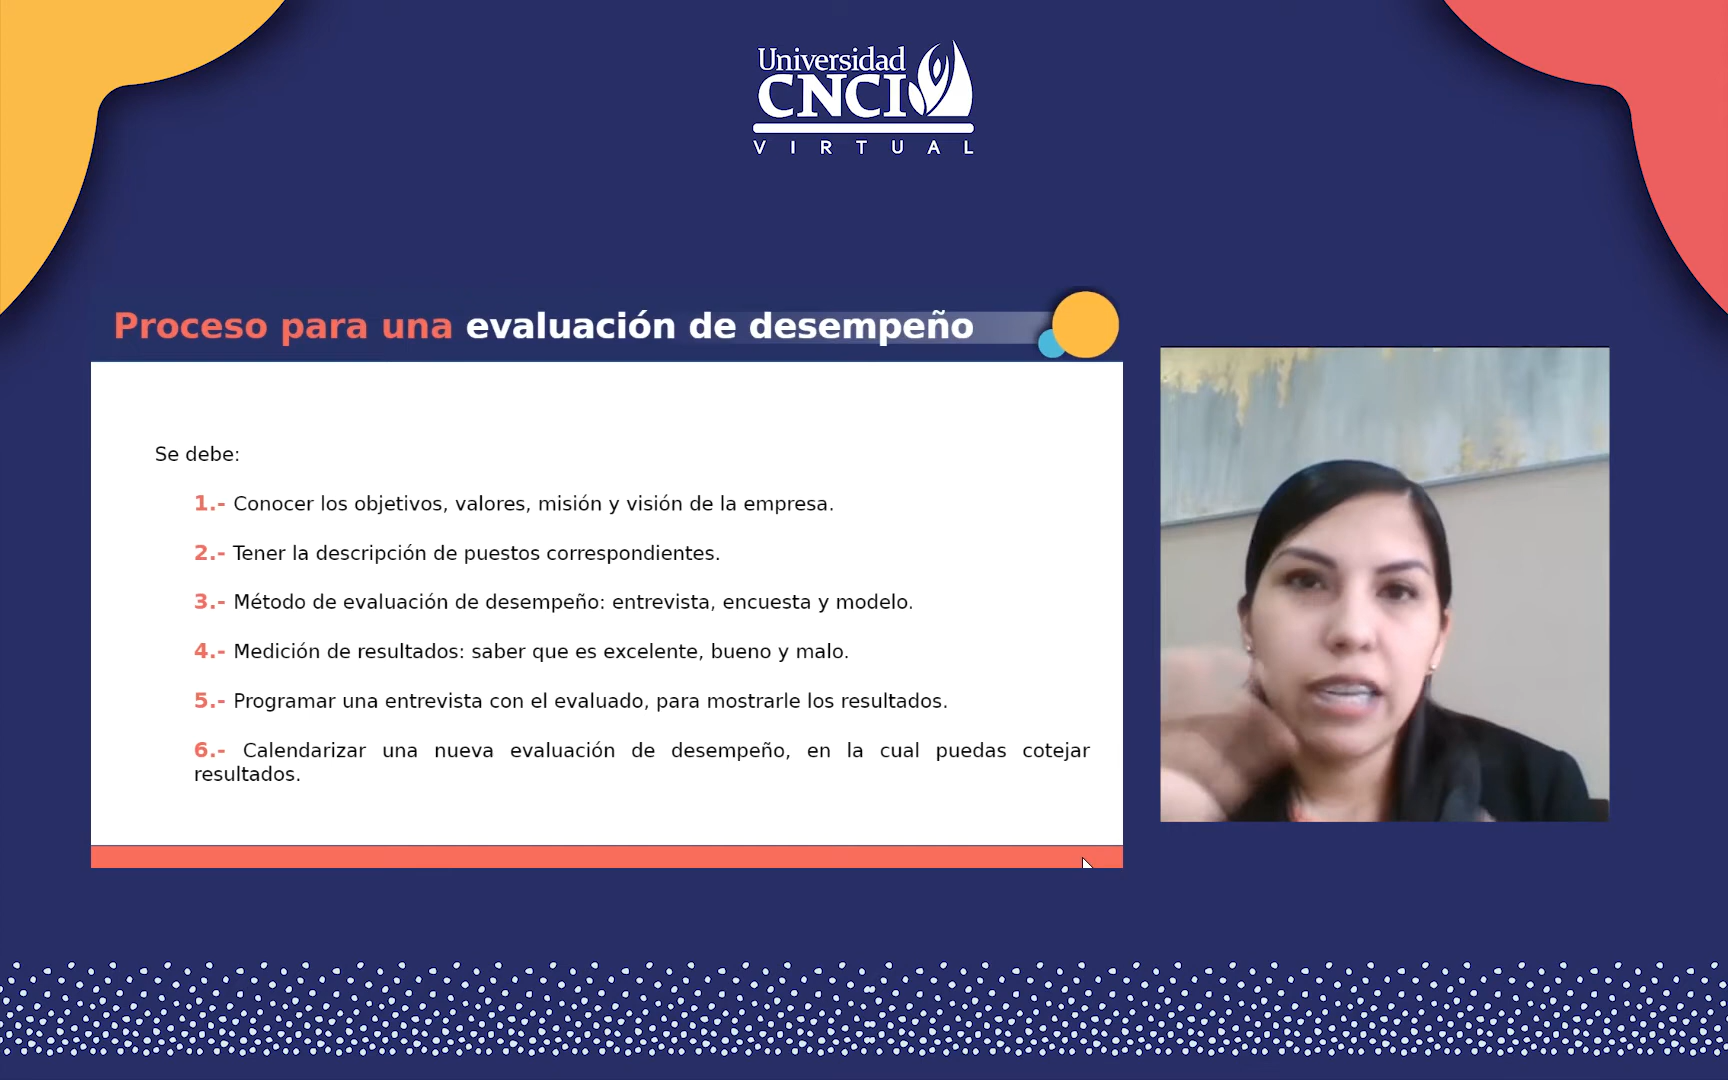 Universidad
CNCI
VIRTUAL
Proceso para una evaluación de desempeño
Se debe:
1.- Conocer los objetivos, valores, misión y visión de la empresa.
2.- Tener la descripción de puestos correspondientes.
3.- Método de evaluación de desempeño: entrevista, encuesta y modelo.
4.- Medición de resultados: saber que es excelente, bueno y malo.
5.- Programar una entrevista con el evaluado, para mostrarle los resultados.
6.- Calendarizar una nueva evaluación de desempeño, en la cual puedas cotejar
resultados.